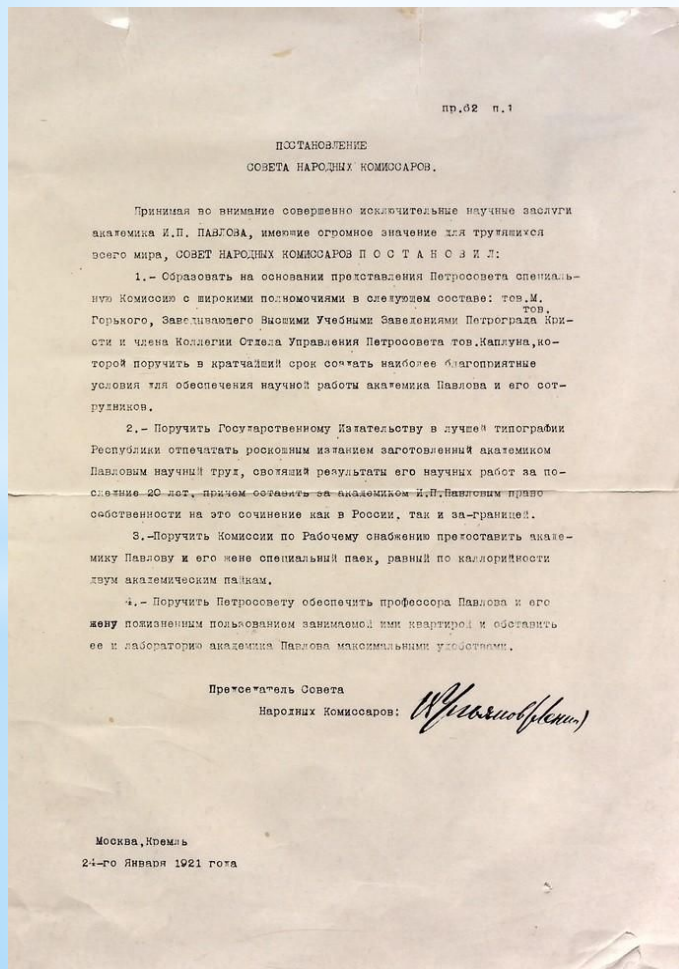 пр.62 п.1
ПОСТАНОВЛЕНИЕ
СОВЕТА НАРОДНЫХ КОМИССАРОВ.
Принимая во внимание совершенно исключительные научные заслуги
академика И.П. ПАВЛОВА, имеющие огромное значение для трудящихся
всего мира, СОВЕТ НАРОДНЫХ КОМИССАРОВ П О С Т А Н О В И Л:
1.- Образовать на основании представления Петросовета специаль-
ную Комиссию с широкими полномочиями в следующем составе: тов.М.
тов.
Горького, Заведывающего Высшими Учебными Заведениями Петрограда Кри-
сти и члена Коллегии Отдела Управления Петросовета тов.Каплуна,ко-
торой поручить в кратчайший срок создать наиболее благоприятные
условия для обеспечения научной работы академика Павлова и его сот-
рудников.
2.- Поручить Государственному Издательству в лучшей типографии
Республики отпечатать роскошным изданием заготовленный академиком
Павловым научный труд, сводящий результаты его научных работ за по-
следние 20 лет, причем оставить за академиком И.П.Павловым право
собственности на это сочинение как в России, так и за-границей.
3.-Поручить Комиссии по Рабочему снабжению предоставить акаде-
мику Павлову и его жене специальный паек, равный по каллорийности
двум академическим пайкам.
4.- Поручить Петросовету обеспечить профессора Павлова и его
жену пожизненным пользованием занимаемой ими квартирой и обставить
ее и лабораторию академика Павлова максимальными удобствами.
Председатель Совета
Народных Комиссаров: В Ульянов (Ленин)
Москва,Кремль
24-го Января 1921 года